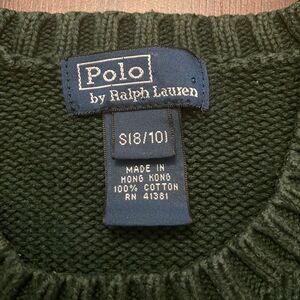 Polo
by Ralph Lauren
S(8/10)
MADE IN
HONG KONG
100% COTTON
RN 41381